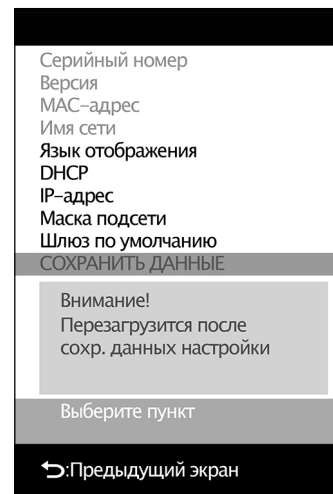 Серийный номер
Версия
MAC-адрес
Имя сети
Язык отображения
DHCP
IP-адрес
Маска подсети
Шлюз по умолчанию
СОХРАНИТЬ ДАННЫЕ
Внимание!
Перезагрузится после
сохр. данных настройки
Выберите пункт
⮌:Предыдущий экран